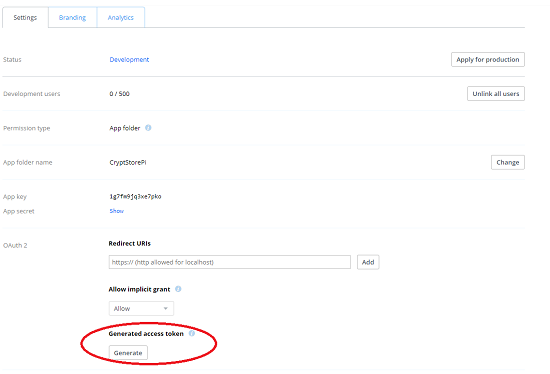 Settings Branding Analytics
Status Development Apply for production
Development users 0 / 500 Unlink all users
Permission type App folder
App folder name CryptStorePi Change
App key 1g7fm9jq3xe7pko
App secret Show
OAuth 2 Redirect URIs
https:// (http allowed for localhost) Add
Allow implicit grant
Allow
Generated access token
Generate